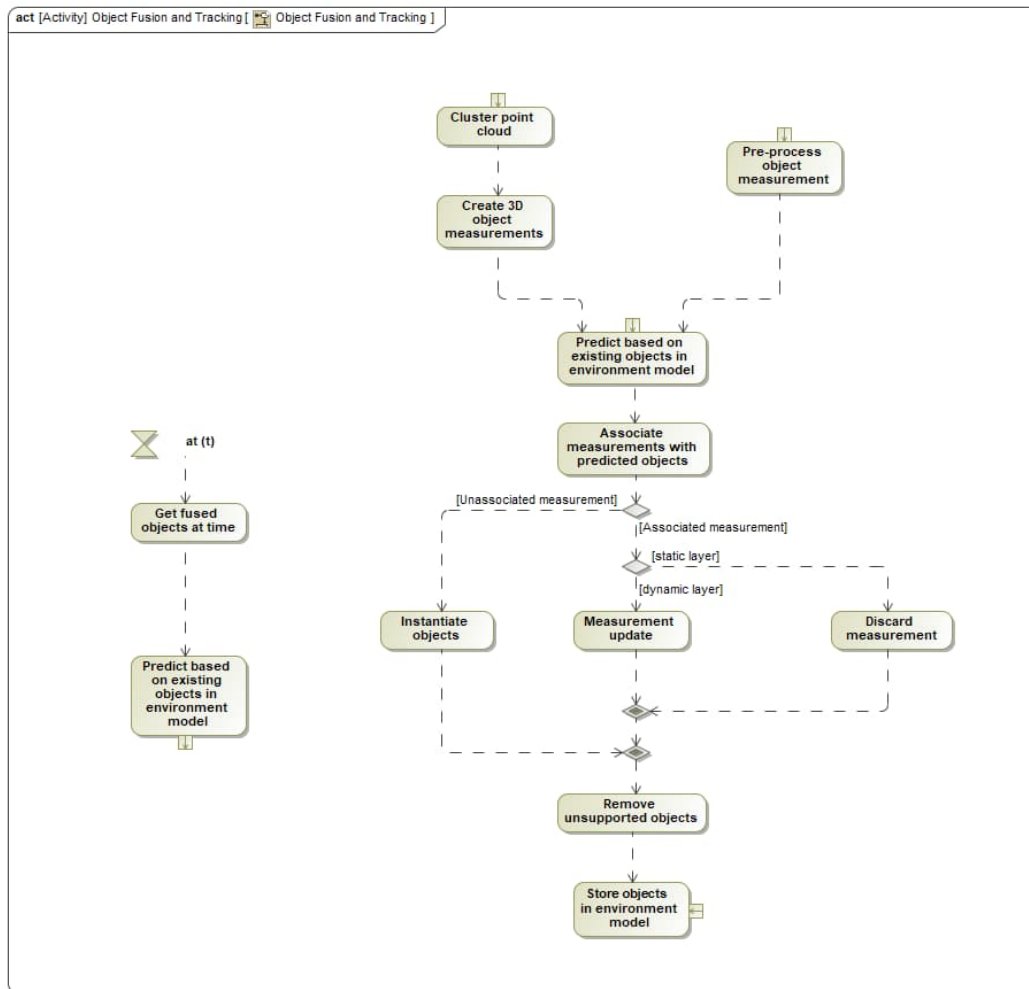 act [Activity] Object Fusion and Tracking [ Object Fusion and Tracking ]
Cluster point
cloud
Pre-process
object
measurement
Create 3D
object
measurements
Predict based on
existing objects in
environment model
Associate
measurements with
predicted objects
at (t)
Get fused
objects at time
Predict based
on existing
objects in
environment
model
[Unassociated measurement]
[Associated measurement]
[static layer]
[dynamic layer]
Instantiate
objects
Measurement
update
Discard
measurement
Remove
unsupported objects
Store objects
in environment
model